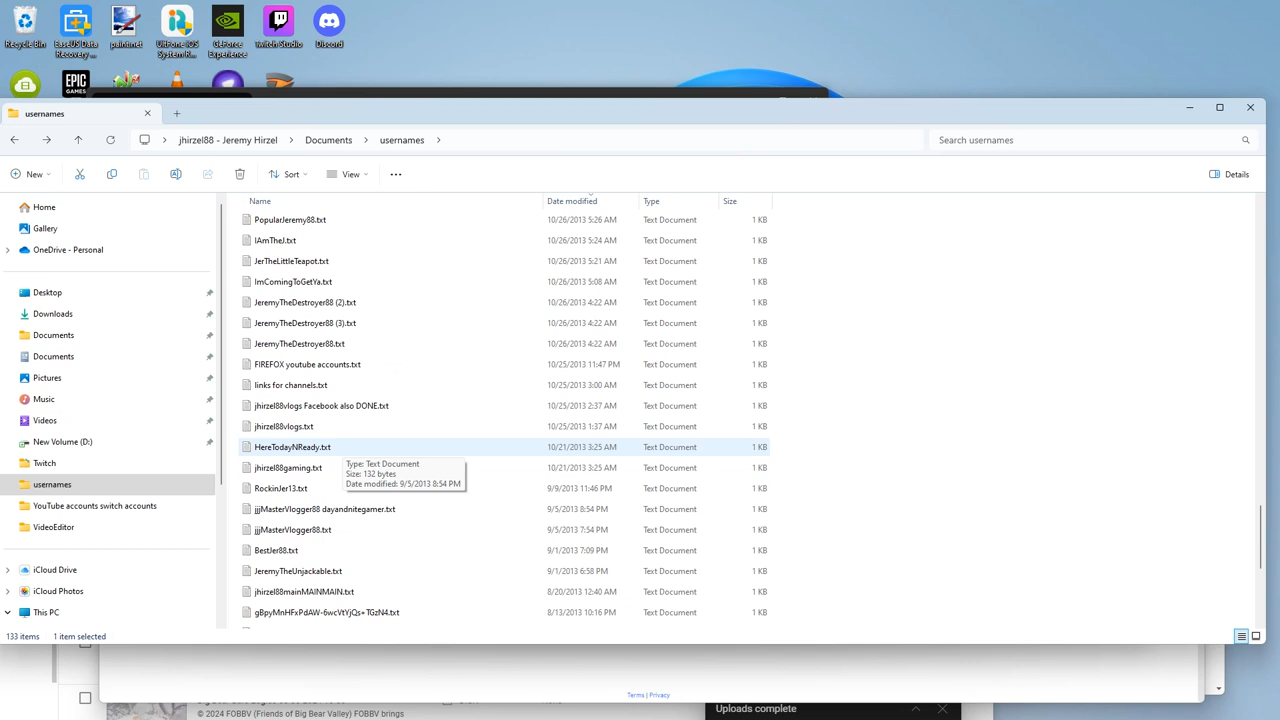 Recycle Bin
EaseUS Data Recovery ...
paint.net
UltFone iOS System R...
GeForce Experience
Twitch Studio
Discord
EPIC GAMES
usernames
jhirzel88 - Jeremy Hirzel > Documents > usernames >
Search usernames
New
Sort
View
Details
Name Date modified Type Size
Home
Gallery
OneDrive - Personal
Desktop
Downloads
Documents
Documents
Pictures
Music
Videos
New Volume (D:)
Twitch
usernames
YouTube accounts switch accounts
VideoEditor
iCloud Drive
iCloud Photos
This PC
PopularJeremy88.txt 10/26/2013 5:26 AM Text Document 1 KB
IAmTheJ.txt 10/26/2013 5:24 AM Text Document 1 KB
JerTheLittleTeapot.txt 10/26/2013 5:21 AM Text Document 1 KB
ImComingToGetYa.txt 10/26/2013 5:08 AM Text Document 1 KB
JeremyTheDestroyer88 (2).txt 10/26/2013 4:22 AM Text Document 1 KB
JeremyTheDestroyer88 (3).txt 10/26/2013 4:22 AM Text Document 1 KB
JeremyTheDestroyer88.txt 10/26/2013 4:22 AM Text Document 1 KB
FIREFOX youtube accounts.txt 10/25/2013 11:47 PM Text Document 1 KB
links for channels.txt 10/25/2013 3:00 AM Text Document 1 KB
jhirzel88vlogs Facebook also DONE.txt 10/25/2013 2:37 AM Text Document 1 KB
jhirzel88vlogs.txt 10/25/2013 1:37 AM Text Document 1 KB
HereTodayNReady.txt 10/21/2013 3:25 AM Text Document 1 KB
jhirzel88gaming.txt 10/21/2013 3:25 AM Text Document 1 KB
Type: Text Document
Size: 132 bytes
Date modified: 9/5/2013 8:54 PM
RockinJer13.txt 9/9/2013 11:46 PM Text Document 1 KB
jjjMasterVlogger88 dayandnitegamer.txt 9/5/2013 8:54 PM Text Document 1 KB
jjjMasterVlogger88.txt 9/5/2013 7:54 PM Text Document 1 KB
BestJer88.txt 9/1/2013 7:09 PM Text Document 1 KB
JeremyTheUnjackable.txt 9/1/2013 6:58 PM Text Document 1 KB
jhirzel88mainMAINMAIN.txt 8/20/2013 12:40 AM Text Document 1 KB
gBpyMnHFxPdAW-6wcVtYjQs=TGzN4.txt 8/13/2013 10:16 PM Text Document 1 KB
133 items 1 item selected
Terms | Privacy
© 2024 FOBBV (Friends of Big Bear Valley) FOBBV brings
Uploads complete